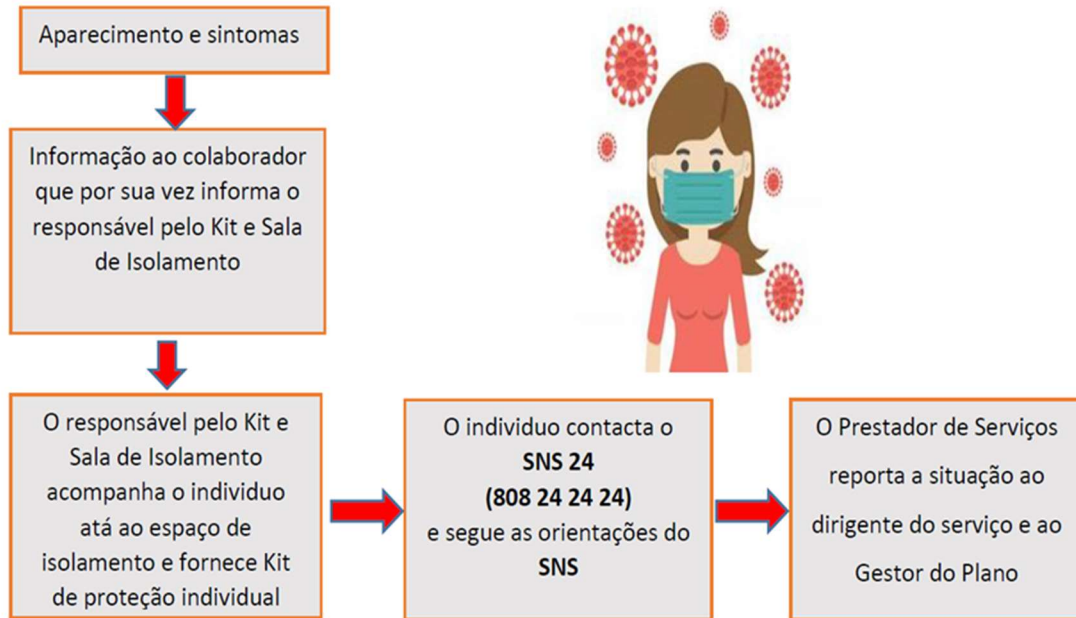 Aparecimento e sintomas
Informação ao colaborador
que por sua vez informa o
responsável pelo Kit e Sala
de Isolamento
O responsável pelo Kit e
Sala de Isolamento
acompanha o individuo
atá ao espaço de
isolamento e fornece Kit
de proteção individual
O individuo contacta o
SNS 24
(808 24 24 24)
e segue as orientações do
SNS
O Prestador de Serviços
reporta a situação ao
dirigente do serviço e ao
Gestor do Plano